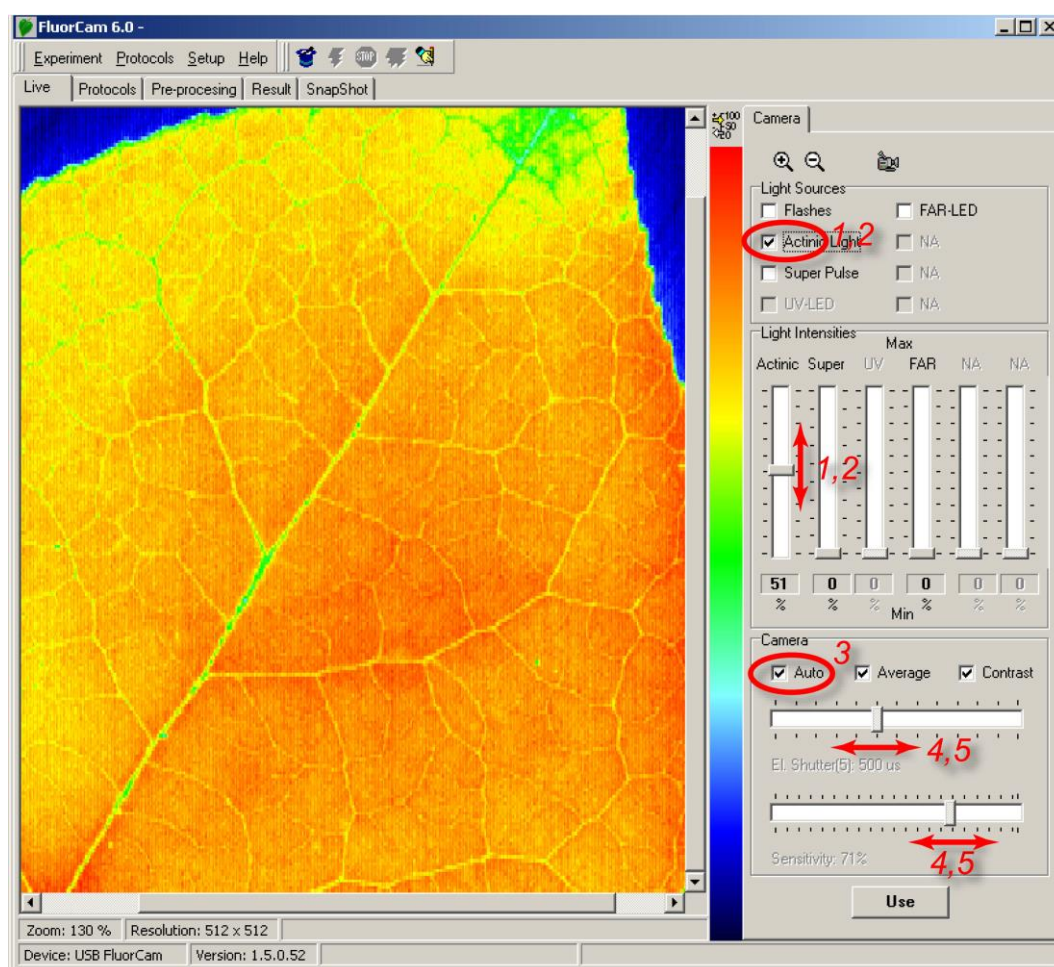 FluorCam 6.0 -
Experiment Protocols Setup Help STOP
Live Protocols Pre-procesing Result SnapShot
100
50
20
Camera
Light Sources
Flashes FAR-LED
Actinic Light 1,2 NA
Super Pulse NA
UV-LED NA
Light Intensities
Max
Actinic Super UV FAR NA NA
1,2
51 0 0 0 0 0
% % % % % %
Min
Camera
3
Auto Average Contrast
4,5
El. Shutter(5): 500 us
4,5
Sensitivity: 71%
Use
Zoom: 130 % Resolution: 512 x 512
Device: USB FluorCam Version: 1.5.0.52